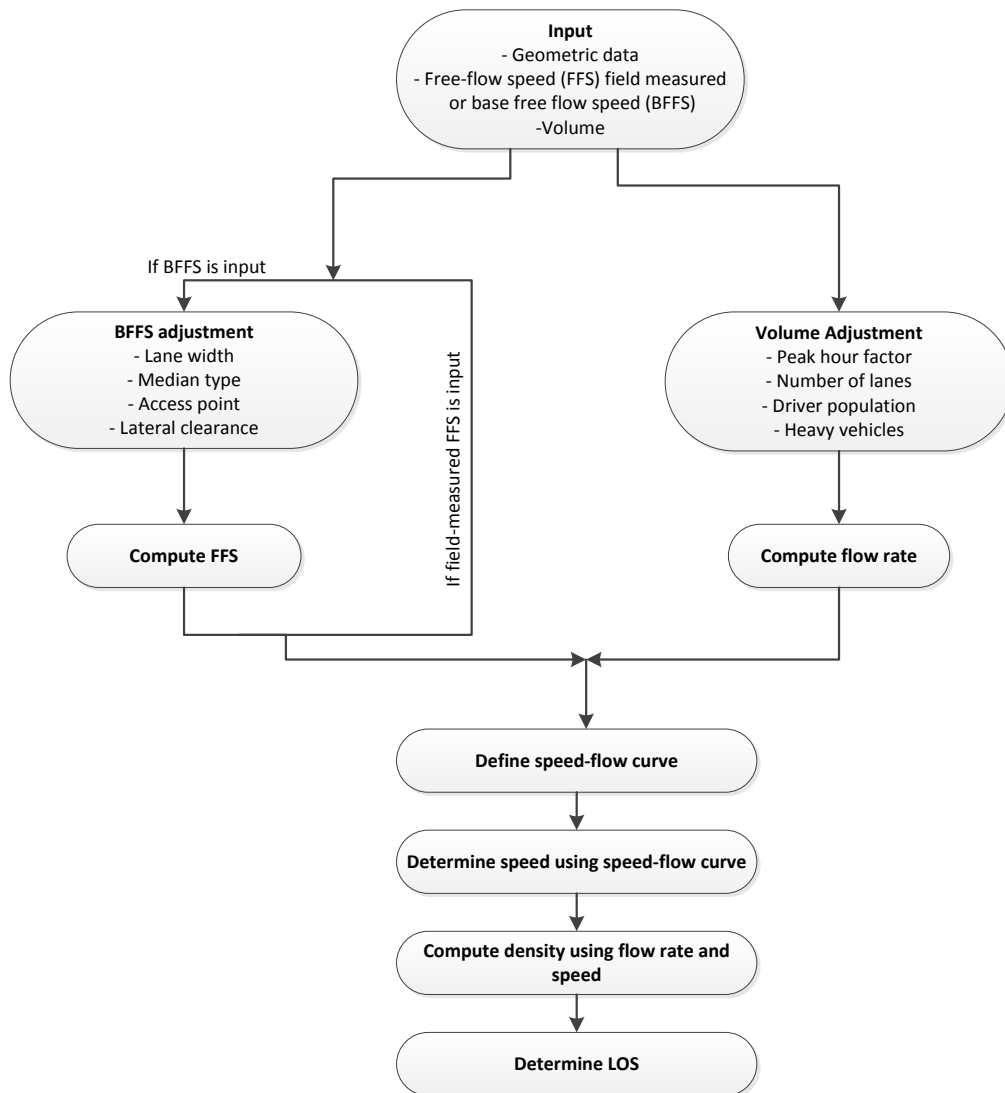 Input
- Geometric data
- Free-flow speed (FFS) field measured
or base free flow speed (BFFS)
-Volume
If BFFS is input
BFFS adjustment
- Lane width
- Median type
- Access point
- Lateral clearance
If field-measured FFS is input
Volume Adjustment
- Peak hour factor
- Number of lanes
- Driver population
- Heavy vehicles
Compute FFS
Compute flow rate
Define speed-flow curve
Determine speed using speed-flow curve
Compute density using flow rate and
speed
Determine LOS